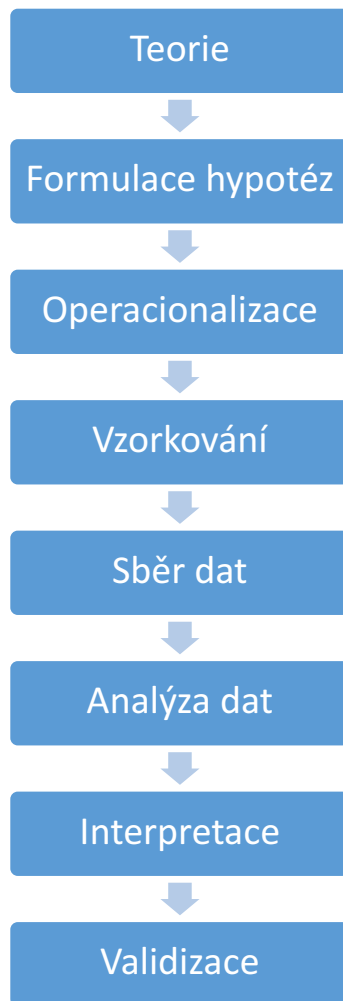 Teorie
Formulace hypotéz
Operacionalizace
Vzorkování
Sběr dat
Analýza dat
Interpretace
Validizace